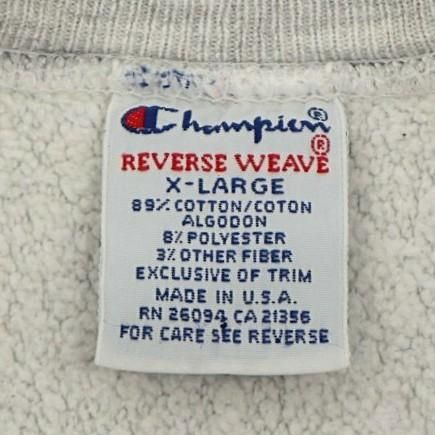 Champion®
REVERSE WEAVE®
X-LARGE
89% COTTON/COTON
ALGODON
8% POLYESTER
3% OTHER FIBER
EXCLUSIVE OF TRIM
MADE IN U.S.A.
RN 26094 CA 21356
FOR CARE SEE REVERSE